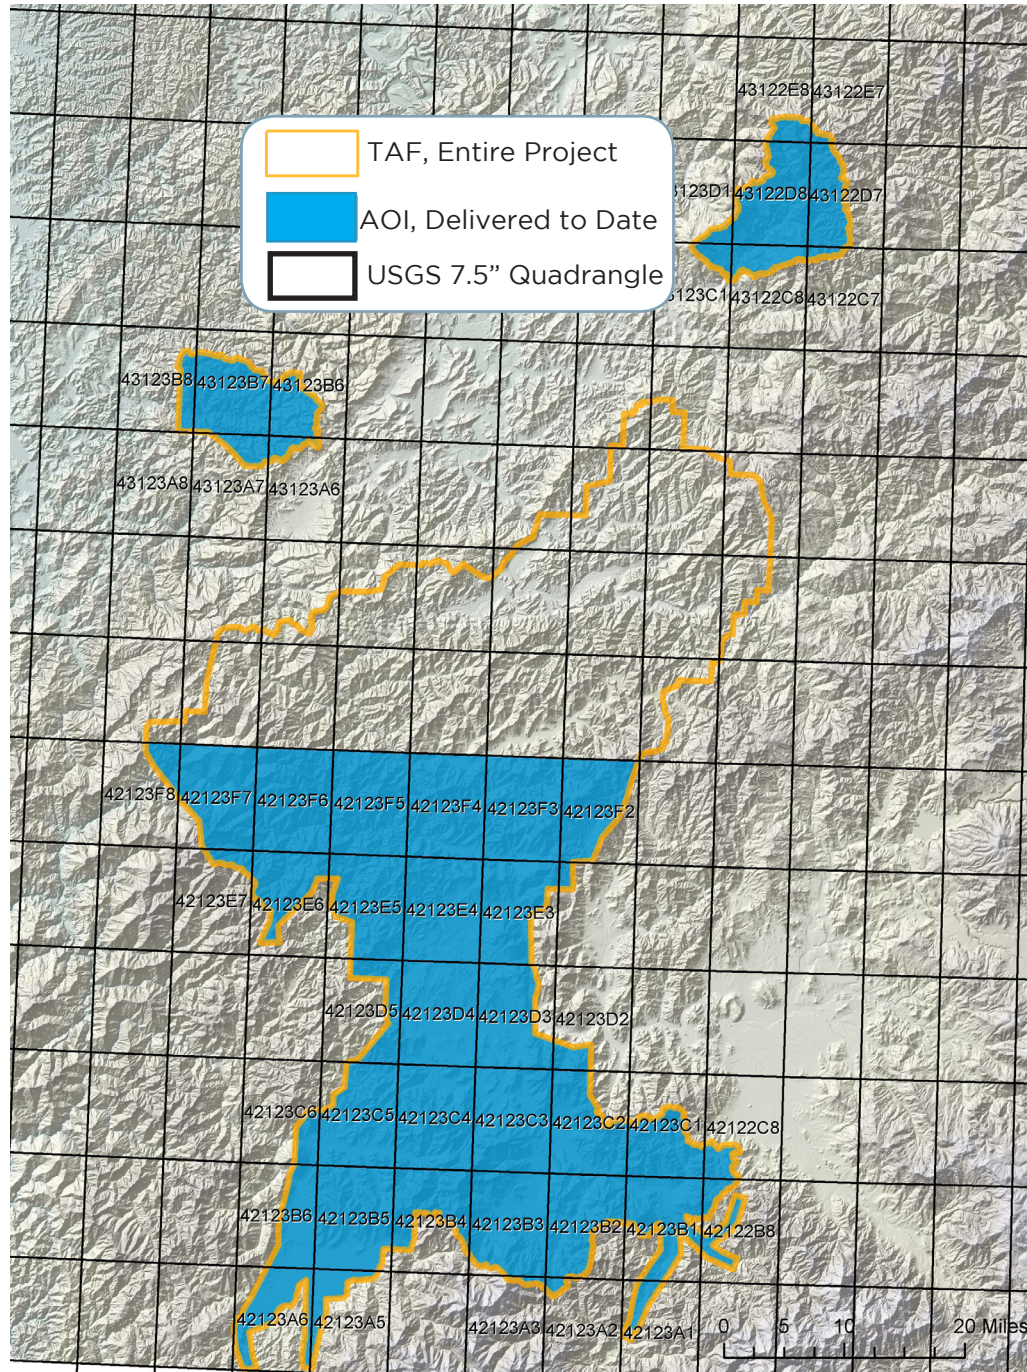 43122E8 43122E7
TAF, Entire Project
AOI, Delivered to Date
USGS 7.5” Quadrangle
43122D8 43122D7
43122C8 43122C7
43123B8 43123B7 43123B6
43123A8 43123A7 43123A6
42123F8 42123F7 42123F6 42123F5 42123F4 42123F3 42123F2
42123E7 42123E6 42123E5 42123E4 42123E3
42123D5 42123D4 42123D3 42123D2
42123C6 42123C5 42123C4 42123C3 42123C2 42123C1 42122C8
42123B6 42123B5 42123B4 42123B3 42123B2 42123B1 42122B8
42123A6 42123A5 42123A3 42123A2 42123A1
0 5 10 20 Miles